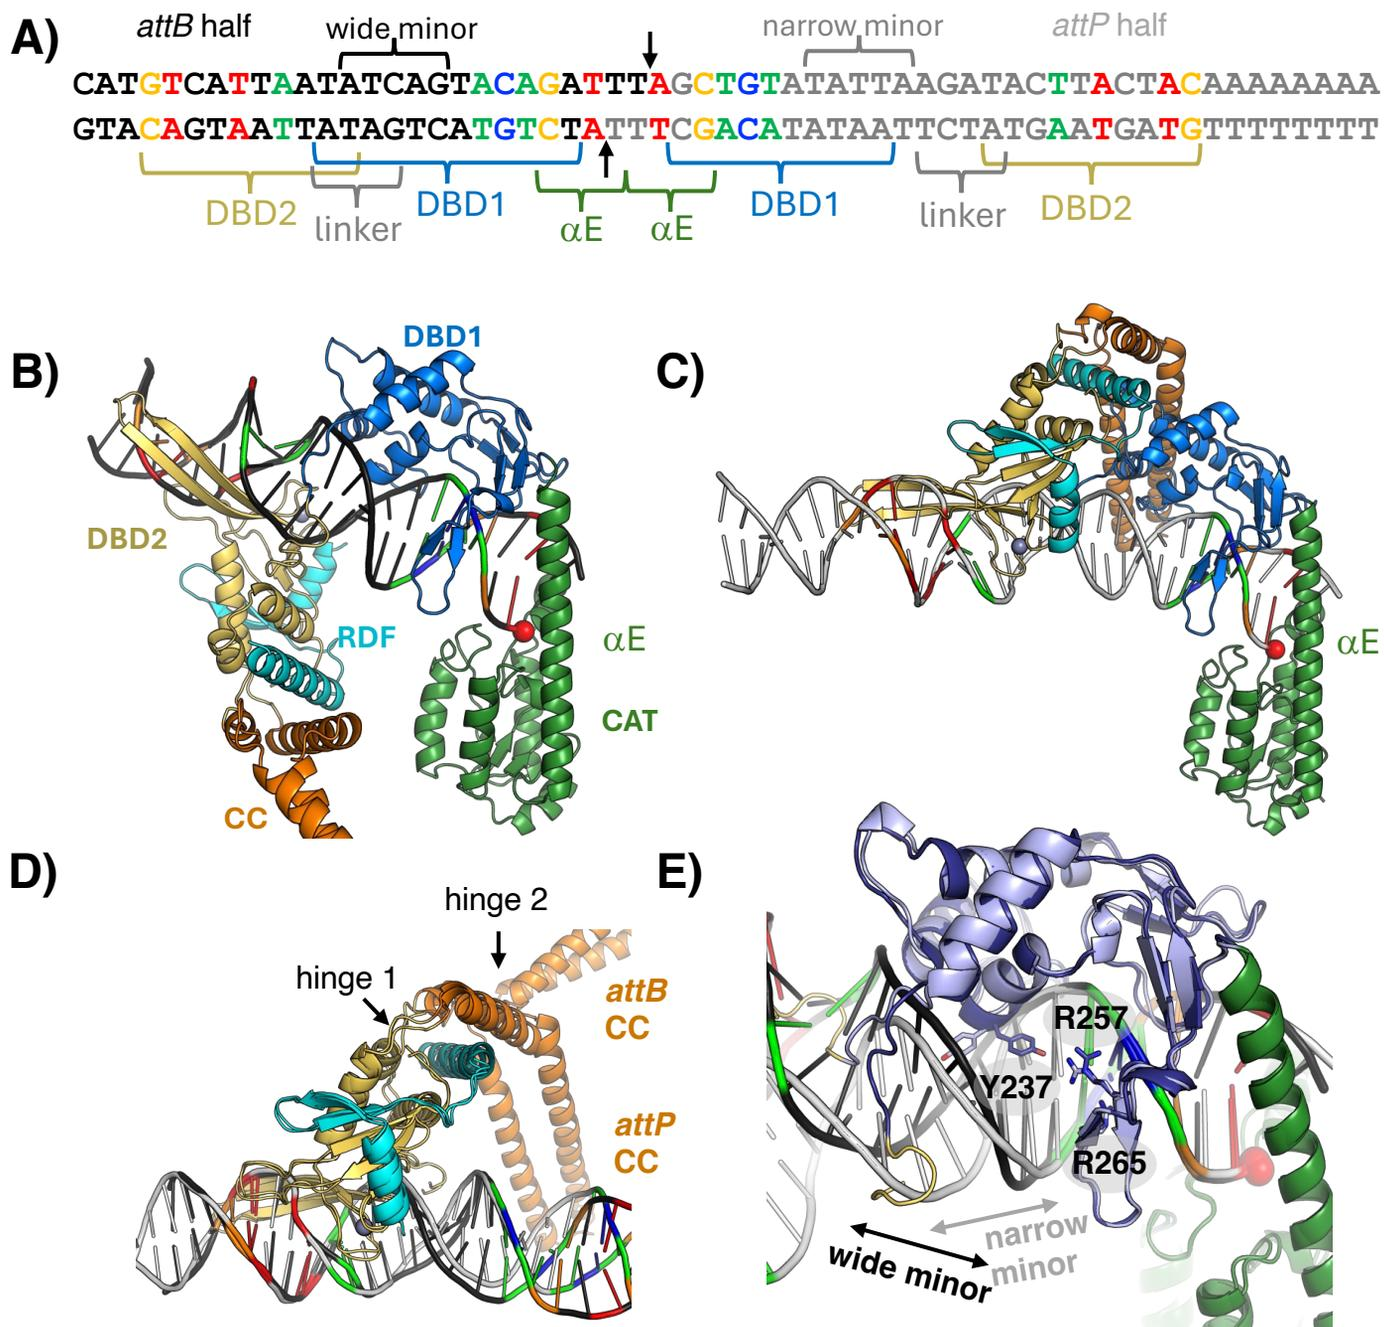 A)
attB half
wide minor
narrow minor
attP half
CATGTCATTAATATCAGTACAGATTTAGCTGTATATTAAGATACTTACTACAAAAAAAA
GTACAGTAATTATAGTCATGTCTATTTCGACATATAATTCTATGAATGATGTTTTTTTT
DBD2
linker
DBD1
αE
αE
DBD1
linker
DBD2
B)
DBD1
DBD2
RDF
αE
CAT
CC
C)
αE
D)
hinge 2
hinge 1
attB
CC
attP
CC
E)
R257
Y237
R265
narrow
minor
wide minor